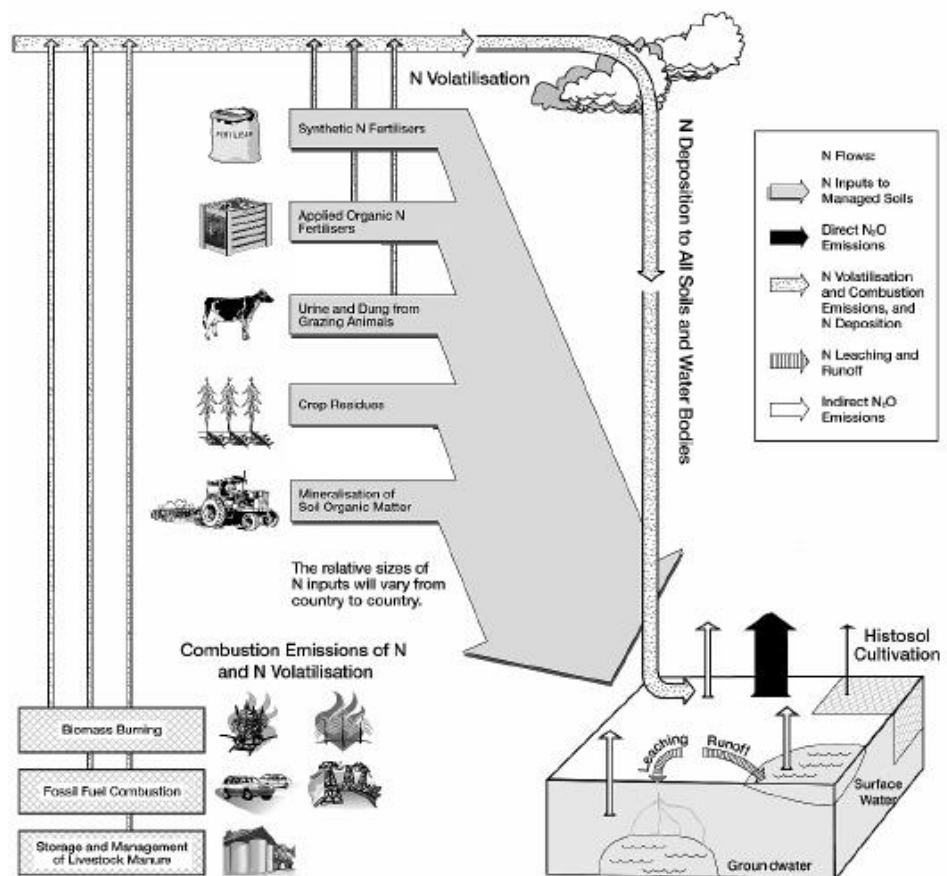 N Volatilisation
FERTILISER
Synthetic N Fertilisers
Applied Organic N
Fertilisers
Urine and Dung from
Grazing Animals
Crop Residues
Mineralisation of
Soil Organic Matter
The relative sizes of
N inputs will vary from
country to country.
N Deposition to All Soils and Water Bodies
N Flows:
N Inputs to
Managed Soils
Direct N₂O
Emissions
N Volatilisation
and Combustion
Emissions, and
N Deposition
N Leaching and
Runoff
Indirect N₂O
Emissions
Combustion Emissions of N
and N Volatilisation
Biomass Burning
Fossil Fuel Combustion
Storage and Management
of Livestock Manure
Histosol
Cultivation
Leaching
Runoff
Surface
Water
Groundwater